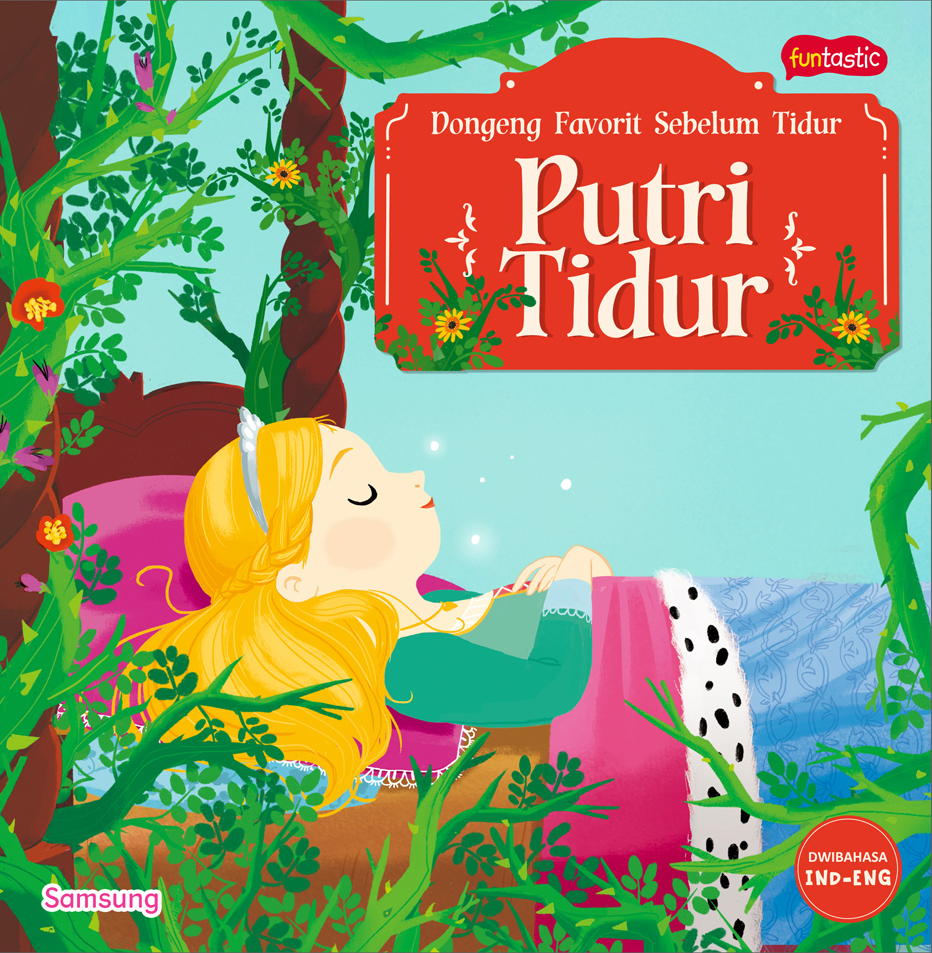 funtastic
Dongeng Favorit Sebelum Tidur
Putri
Tidur
DWIBAHASA
IND-ENG
Samsung